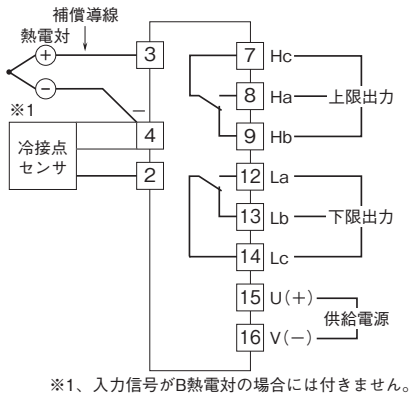 補償導線
熱電対
+
−
※1
冷接点
センサ
3
−
4
2
7 Hc
8 Ha 上限出力
9 Hb
12 La
13 Lb 下限出力
14 Lc
15 U(+)
供給電源
16 V(−)
※1、入力信号がB熱電対の場合には付きません。